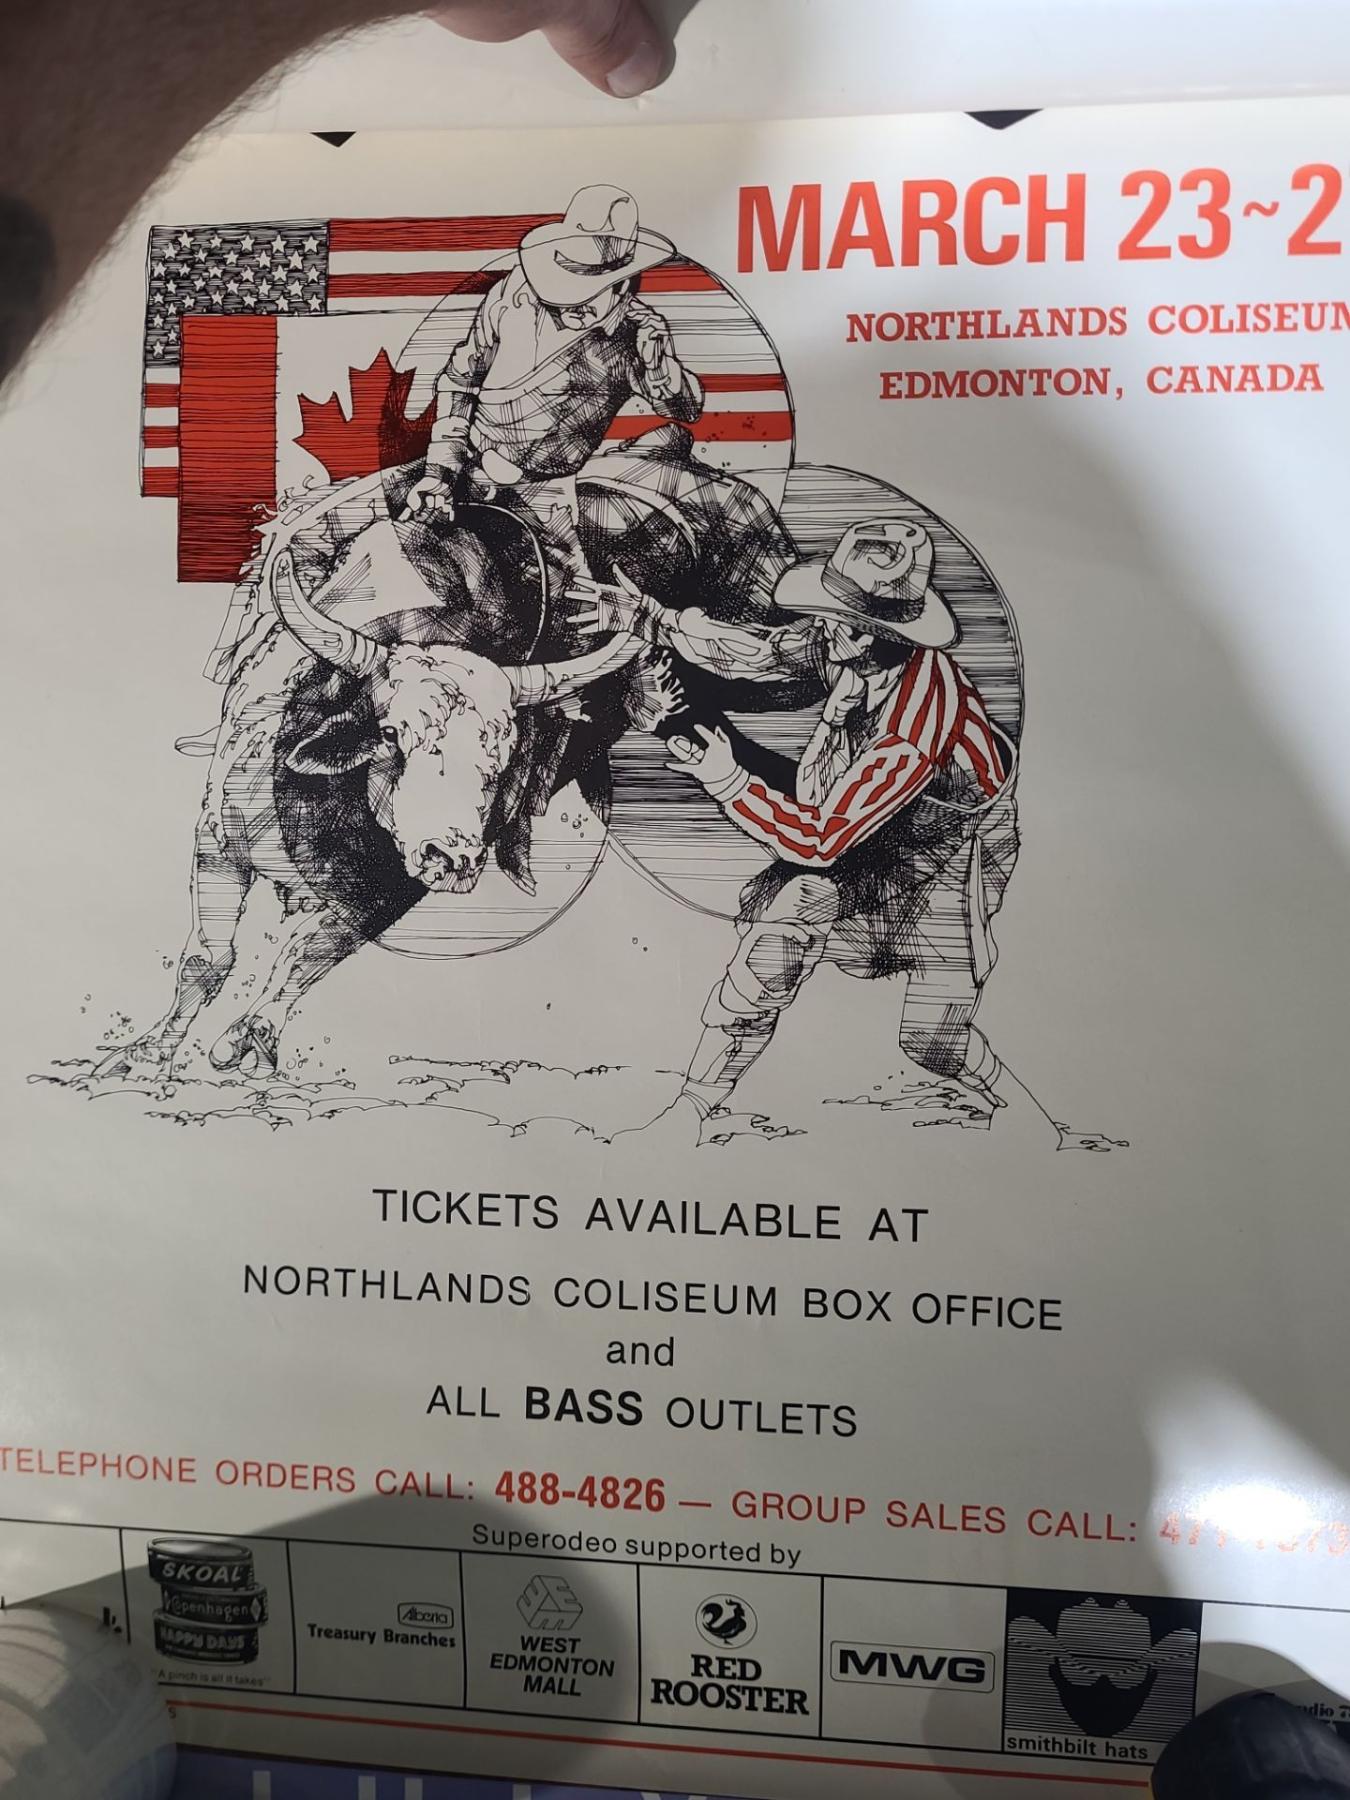 MARCH 23~2
NORTHLANDS COLISEUM
EDMONTON, CANADA
TICKETS AVAILABLE AT
NORTHLANDS COLISEUM BOX OFFICE
and
ALL BASS OUTLETS
TELEPHONE ORDERS CALL: 488-4826 — GROUP SALES CALL:
Superodeo supported by
SKOAL
Copenhagen
HAPPY DAYS
"A pinch is all it takes"
Alberta
Treasury Branches
WEST
EDMONTON
MALL
RED
ROOSTER
MWG
smithbilt hats